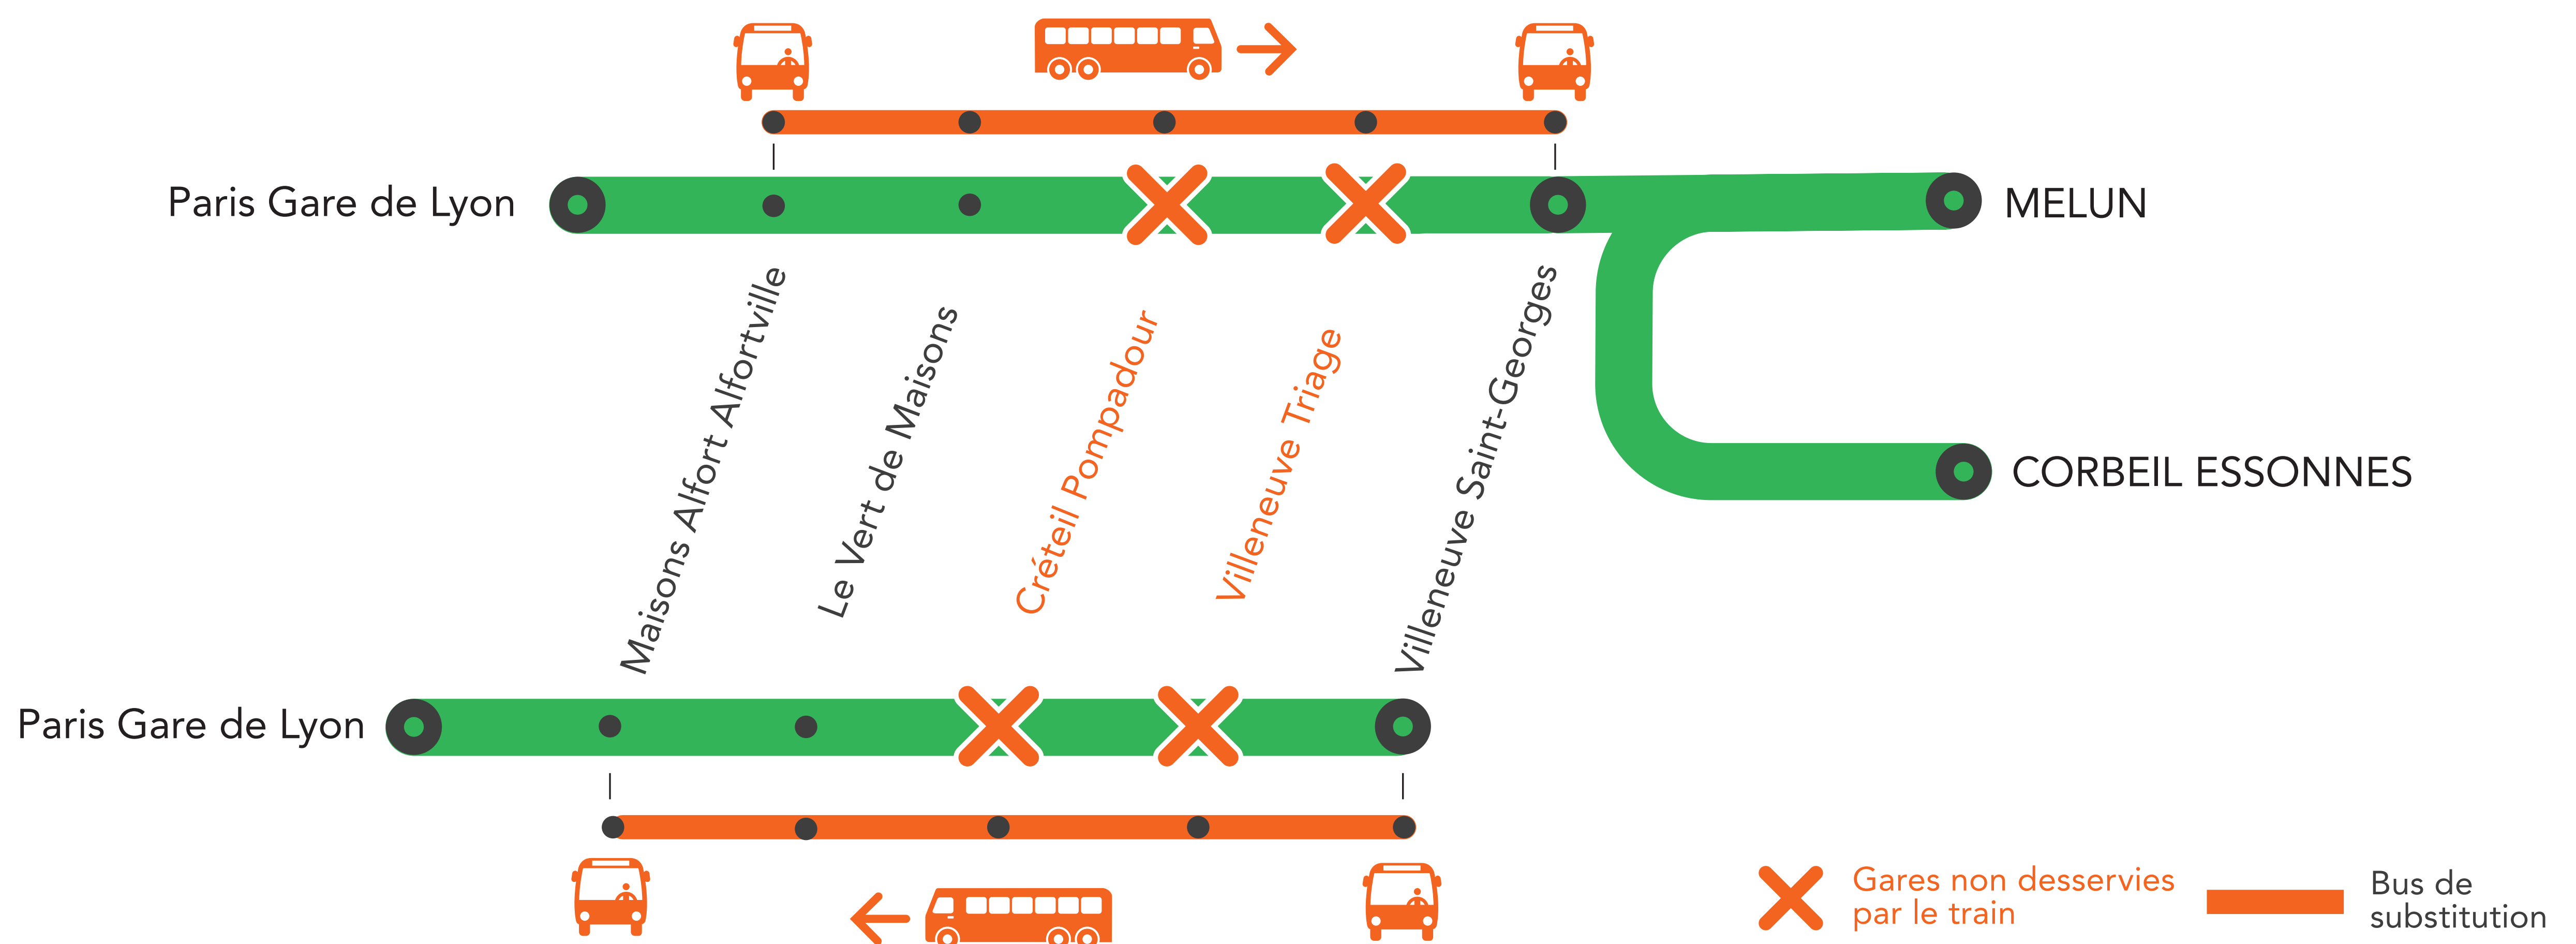 Paris Gare de Lyon
MELUN
Maisons Alfort Alfortville
Le Vert de Maisons
Créteil Pompadour
Villeneuve Triage
Villeneuve Saint-Georges
CORBEIL ESSONNES
Paris Gare de Lyon
Gares non desservies
par le train
Bus de
substitution